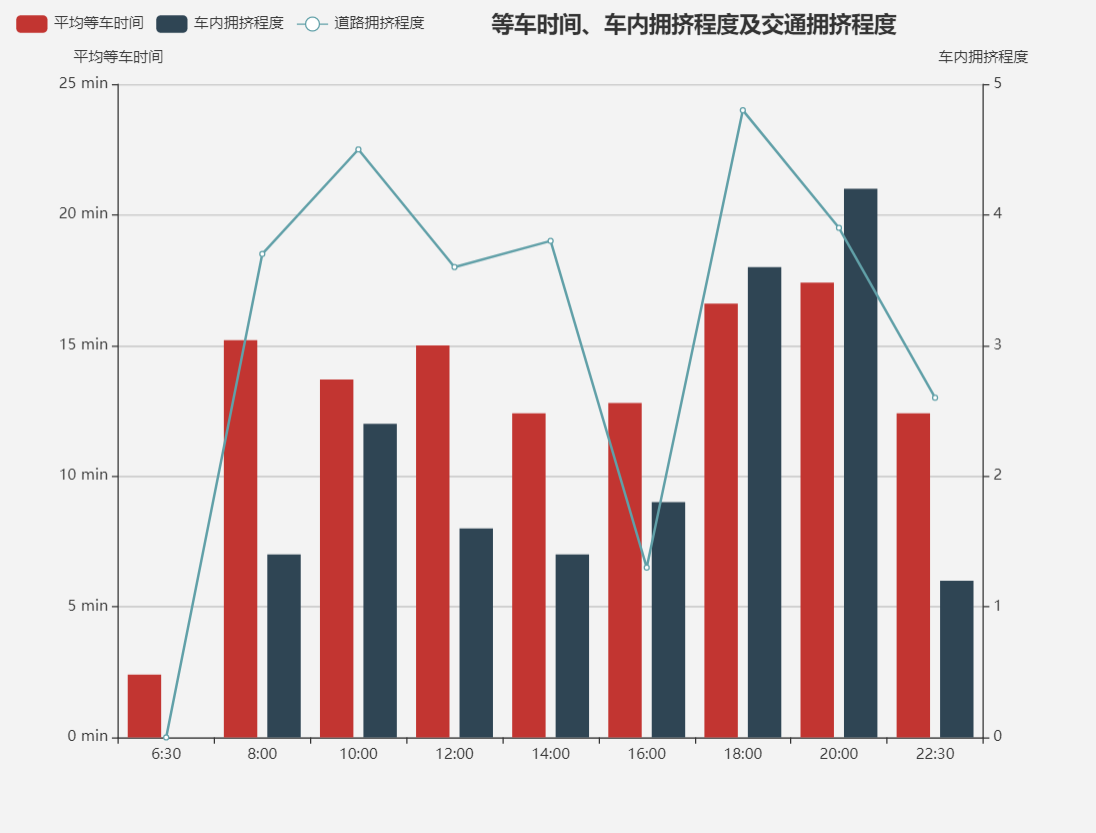 平均等车时间 车内拥挤程度 道路拥挤程度 等车时间、车内拥挤程度及交通拥挤程度
平均等车时间 车内拥挤程度
25 min 5
20 min 4
15 min 3
10 min 2
5 min 1
0 min 0
6:30 8:00 10:00 12:00 14:00 16:00 18:00 20:00 22:30